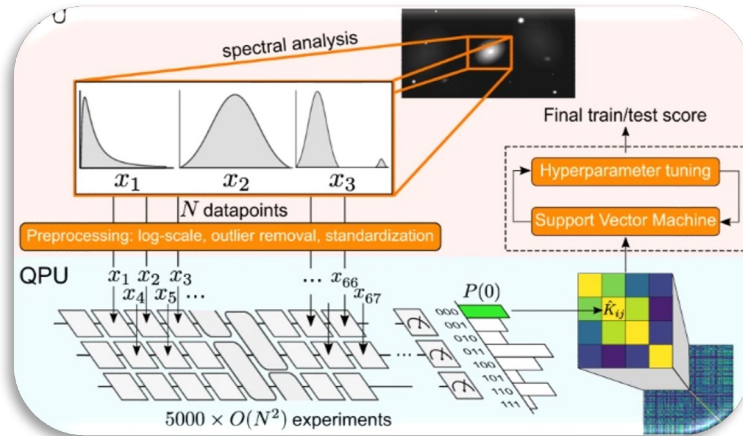 spectral analysis
Final train/test score
Hyperparameter tuning
Support Vector Machine
x₁ x₂ x₃
N datapoints
Preprocessing: log-scale, outlier removal, standardization
QPU
x₁ x₂ x₃ ... x₆₆
x₄ x₅ ... x₆₇
P(0)
000
001
010
011
100
101
110
111
...
K̂ᵢⱼ
5000 × O(N²) experiments